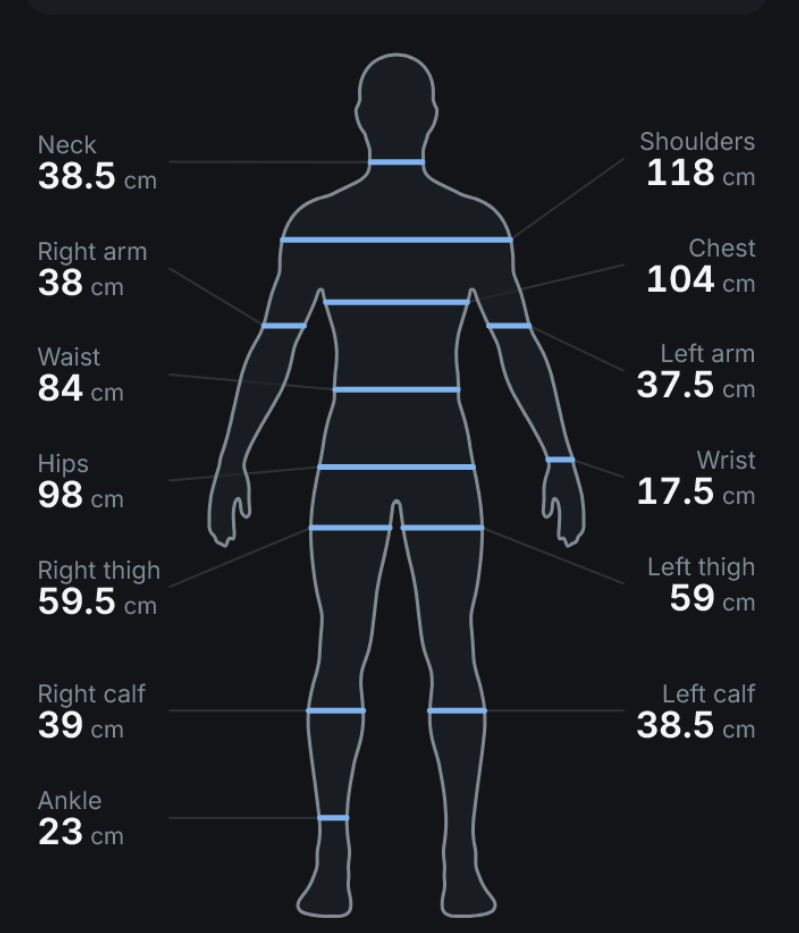 Neck
38.5 cm
Shoulders
118 cm
Right arm
38 cm
Chest
104 cm
Waist
84 cm
Left arm
37.5 cm
Hips
98 cm
Wrist
17.5 cm
Right thigh
59.5 cm
Left thigh
59 cm
Right calf
39 cm
Left calf
38.5 cm
Ankle
23 cm